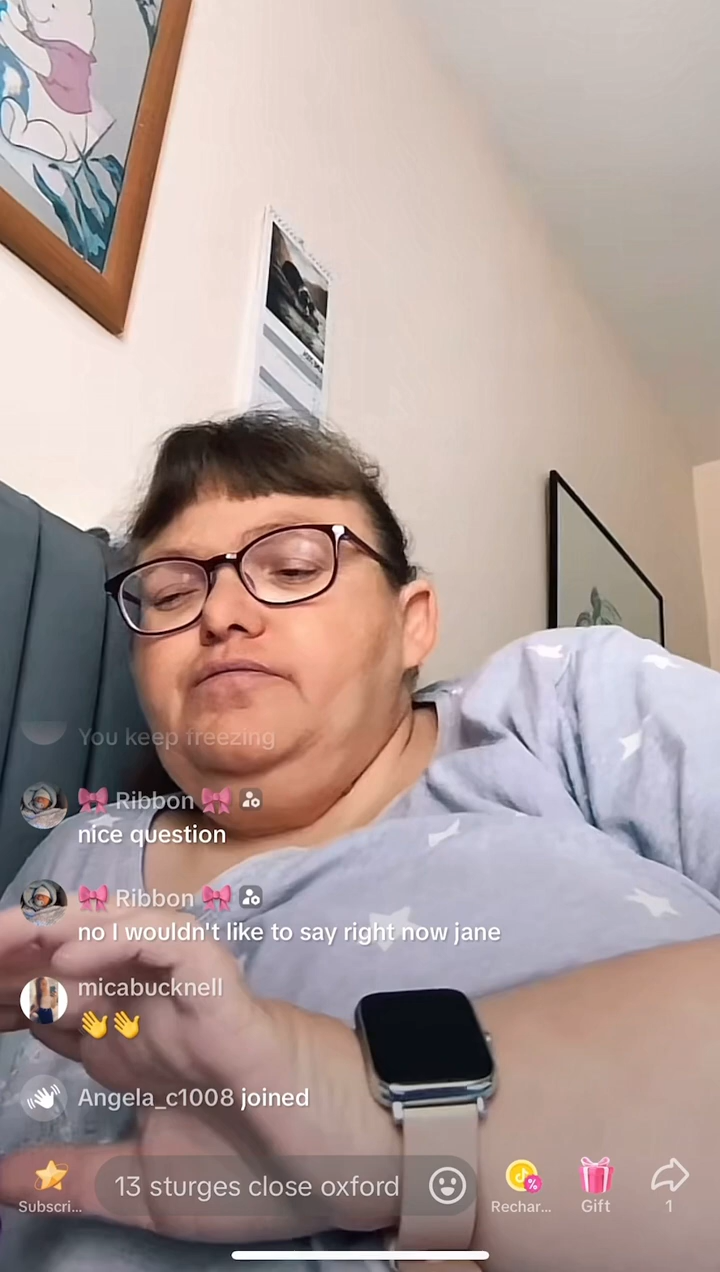 You keep freezing
🎀 Ribbon 🎀
nice question
🎀 Ribbon 🎀
no I wouldn't like to say right now jane
micabucknell
👋👋
Angela_c1008 joined
13 sturges close oxford
Subscri...
Rechar...
Gift
1